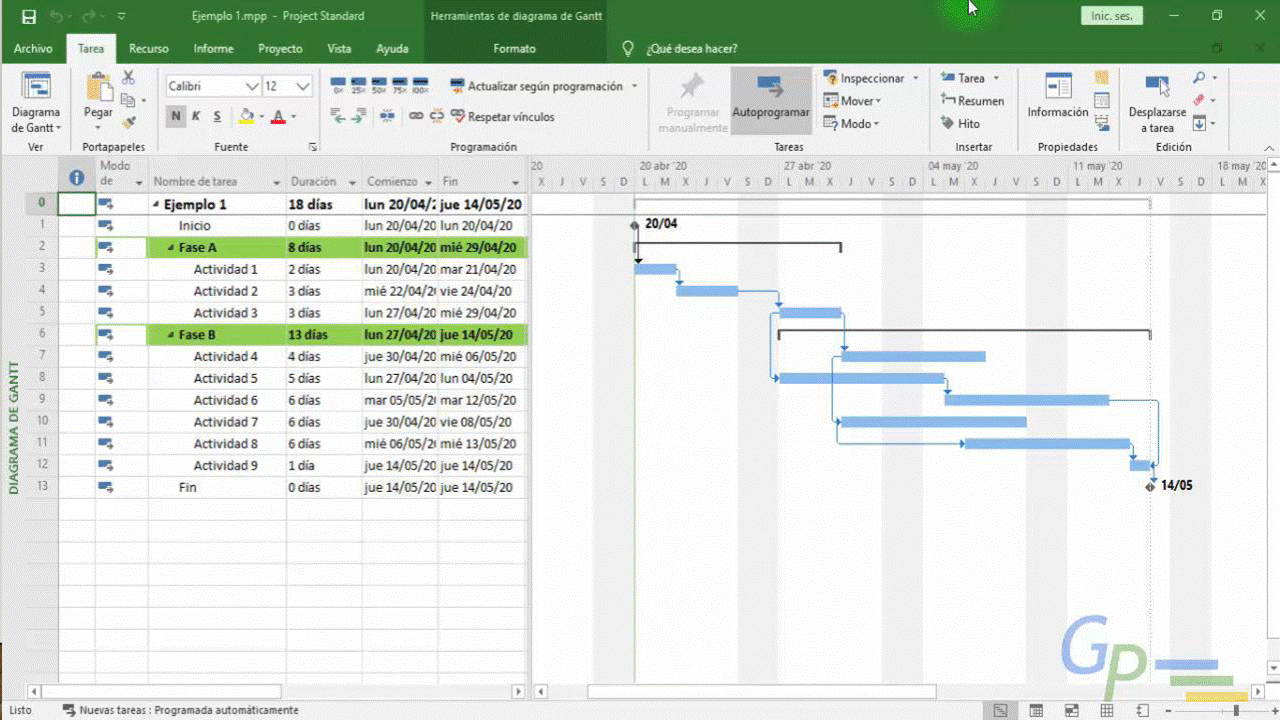 Ejemplo 1.mpp - Project Standard
Herramientas de diagrama de Gantt
Inic. ses.
Archivo Tarea Recurso Informe Proyecto Vista Ayuda Formato ¿Qué desea hacer?
Diagrama de Gantt
Ver
Pegar
Portapapeles
Calibri 12
N K S A
Fuente
0× 25× 50× 75× 100×
Actualizar según programación
Respetar vínculos
Programación
Programar manualmente
Autoprogramar
Inspeccionar
Mover
Modo
Tareas
Tarea
Resumen
Hito
Insertar
Información
Propiedades
Desplazarse a tarea
Edición
Modo de Nombre de tarea Duración Comienzo Fin
20 20 abr '20 27 abr '20 04 may '20 11 may '20 18 may '20
X J V S D L M X J V S D L M X J V S D L M X J V S D L M X J V S D L M X
0 Ejemplo 1 18 días lun 20/04/2 jue 14/05/20
1 Inicio 0 días lun 20/04/20 lun 20/04/20 20/04
2 Fase A 8 días lun 20/04/20 mié 29/04/20
3 Actividad 1 2 días lun 20/04/20 mar 21/04/20
4 Actividad 2 3 días mié 22/04/20 vie 24/04/20
5 Actividad 3 3 días lun 27/04/20 mié 29/04/20
6 Fase B 13 días lun 27/04/20 jue 14/05/20
7 Actividad 4 4 días jue 30/04/20 mié 06/05/20
8 Actividad 5 5 días lun 27/04/20 lun 04/05/20
9 Actividad 6 6 días mar 05/05/20 mar 12/05/20
10 Actividad 7 6 días jue 30/04/20 vie 08/05/20
11 Actividad 8 6 días mié 06/05/20 mié 13/05/20
12 Actividad 9 1 día jue 14/05/20 jue 14/05/20
13 Fin 0 días jue 14/05/20 jue 14/05/20 14/05
DIAGRAMA DE GANTT
GP
Listo Nuevas tareas : Programada automáticamente